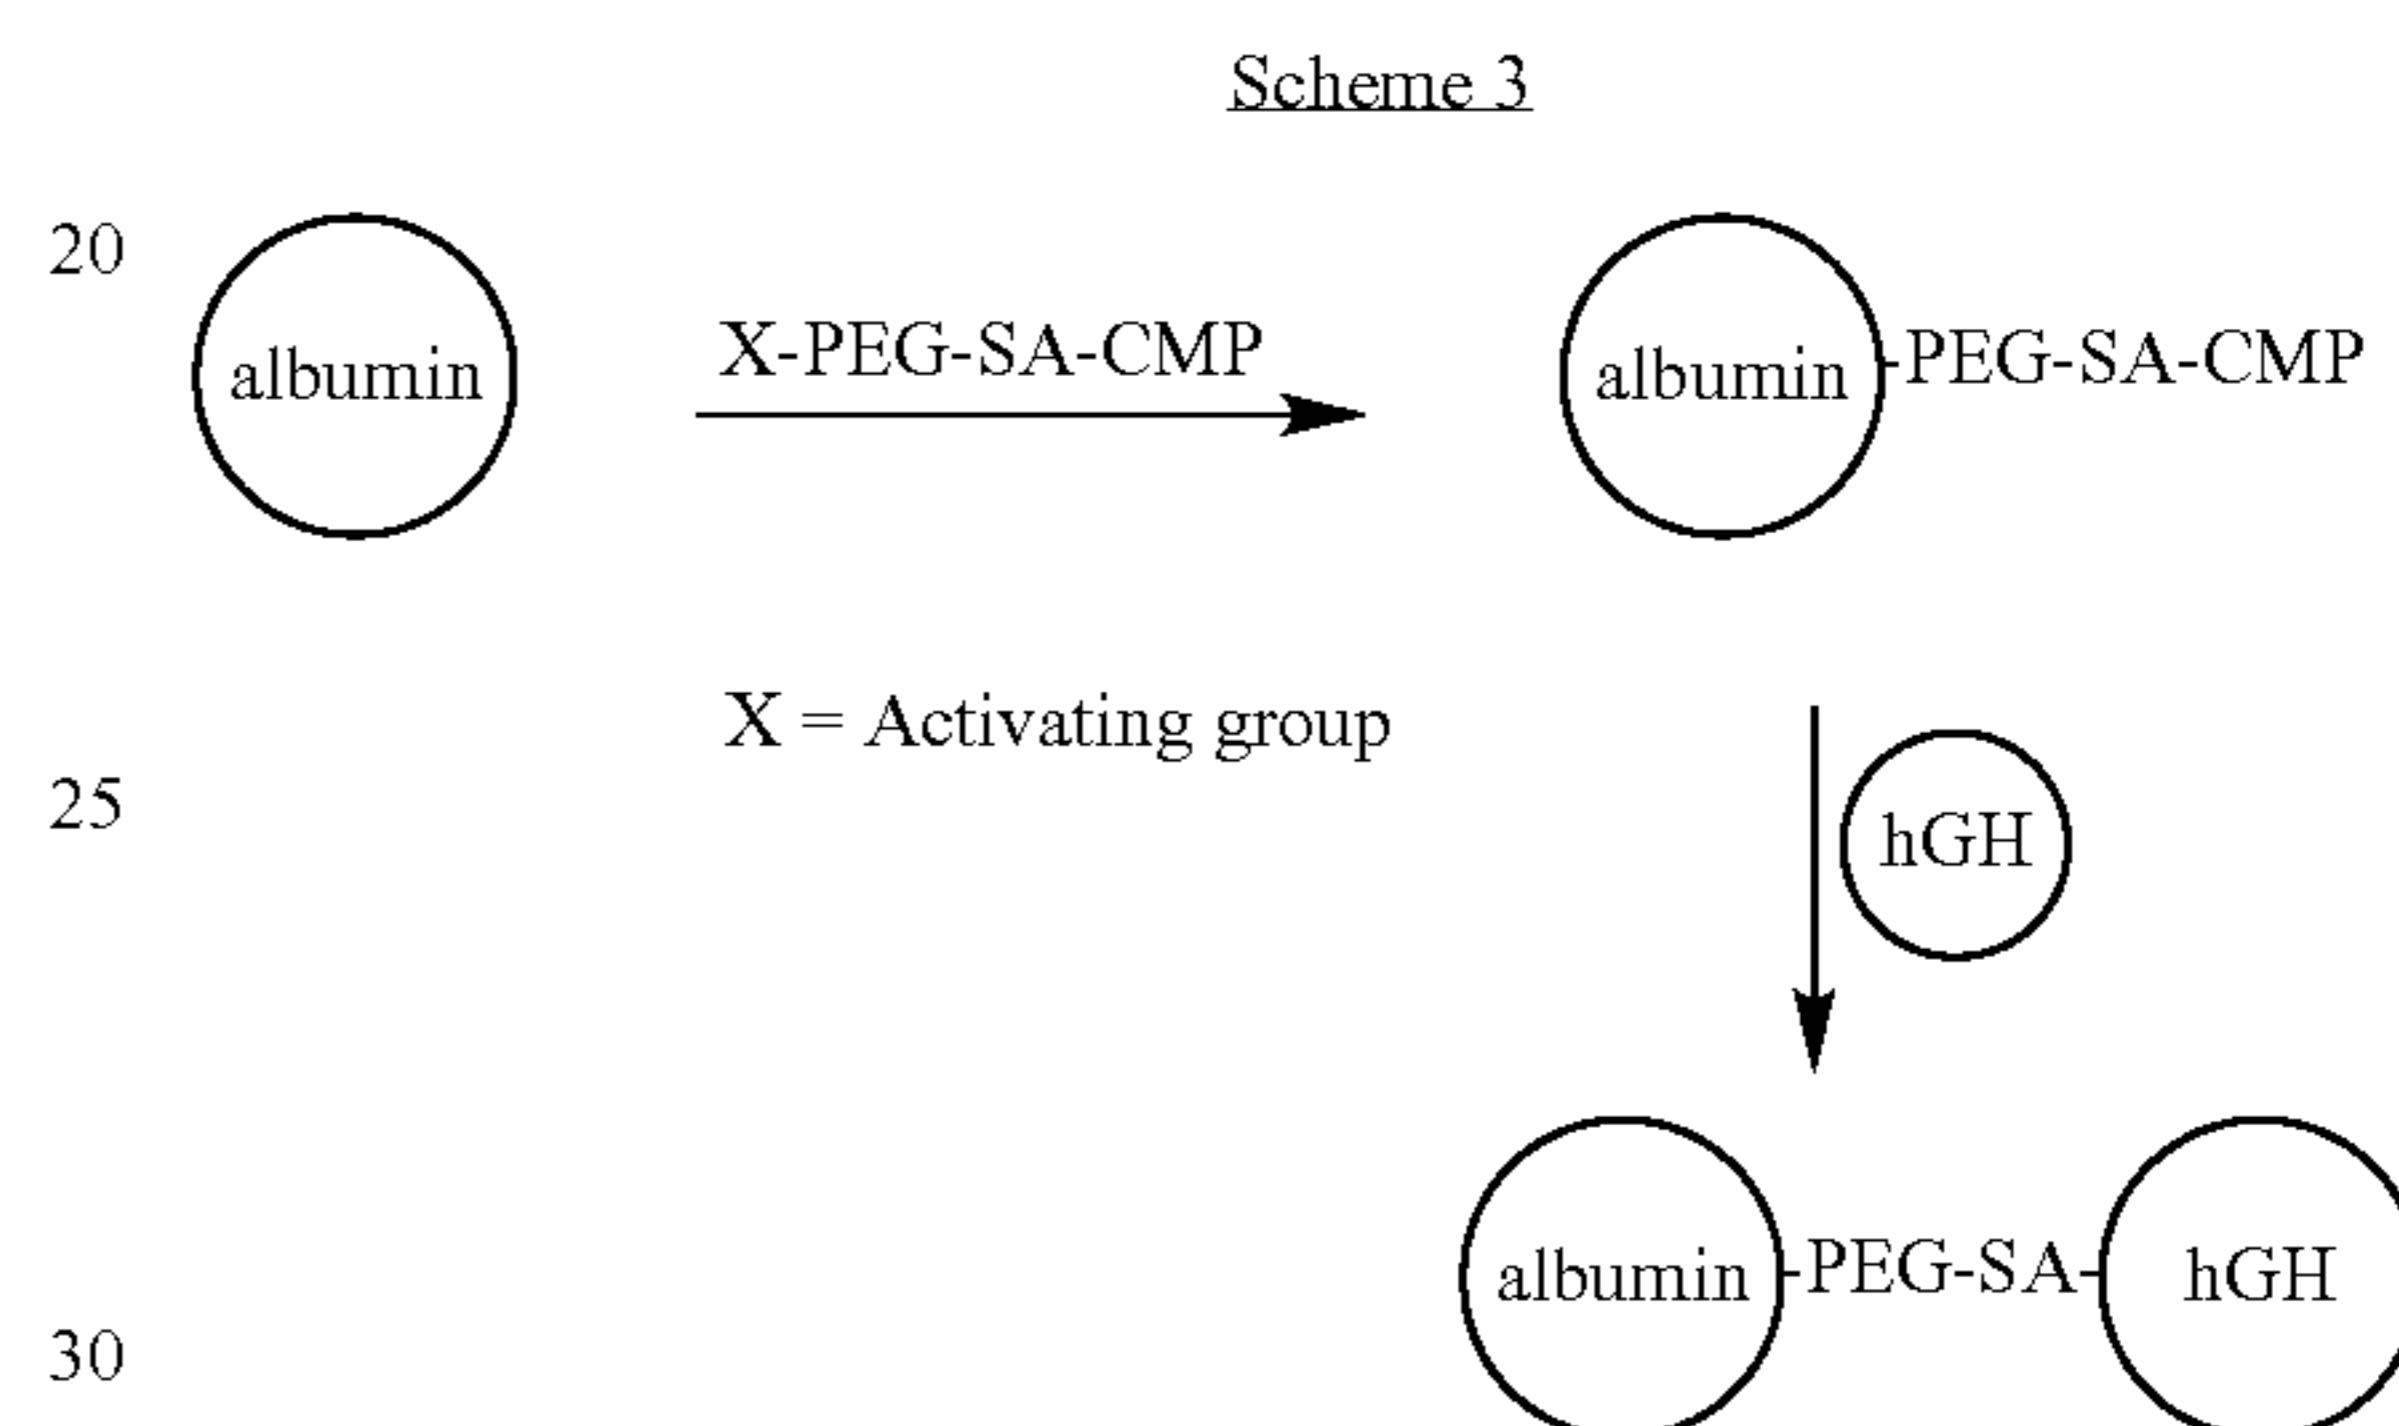 Scheme 3
20
albumin
X-PEG-SA-CMP
albumin
-PEG-SA-CMP
X = Activating group
25
hGH
albumin
-PEG-SA-
hGH
30